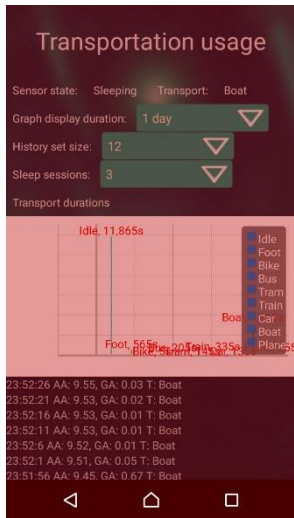 Transportation usage
Sensor state: Sleeping Transport: Boat
Graph display duration: 1 day
History set size: 12
Sleep sessions: 3
Transport durations
Idle, 11,865s
Idle
Foot
Bike
Bus
Tram
Train
Car
Boat
Plane
Foot, 565s
Train, 335s
23:52:26 AA: 9.55, GA: 0.03 T: Boat
23:52:21 AA: 9.53, GA: 0.02 T: Boat
23:52:16 AA: 9.53, GA: 0.01 T: Boat
23:52:11 AA: 9.53, GA: 0.01 T: Boat
23:52:6 AA: 9.52, GA: 0.01 T: Boat
23:52:1 AA: 9.51, GA: 0.05 T: Boat
23:51:56 AA: 9.45, GA: 0.67 T: Boat